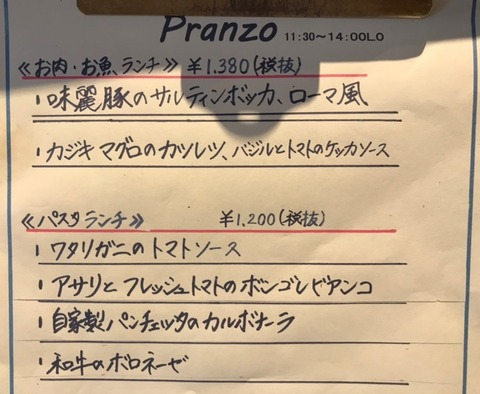 Pranzo 11:30〜14:00LO
≪お肉・お魚ランチ≫ ¥1,380(税抜)
・味麗豚のサルティンボッカ、ローマ風
・カジキマグロのカツレツ、バジルとトマトのケッカソース
≪パスタランチ≫ ¥1,200(税抜)
・ワタリガニのトマトソース
・アサリとフレッシュトマトのボンゴレビアンコ
・自家製パンチェッタのカルボナーラ
・和牛のボロネーゼ